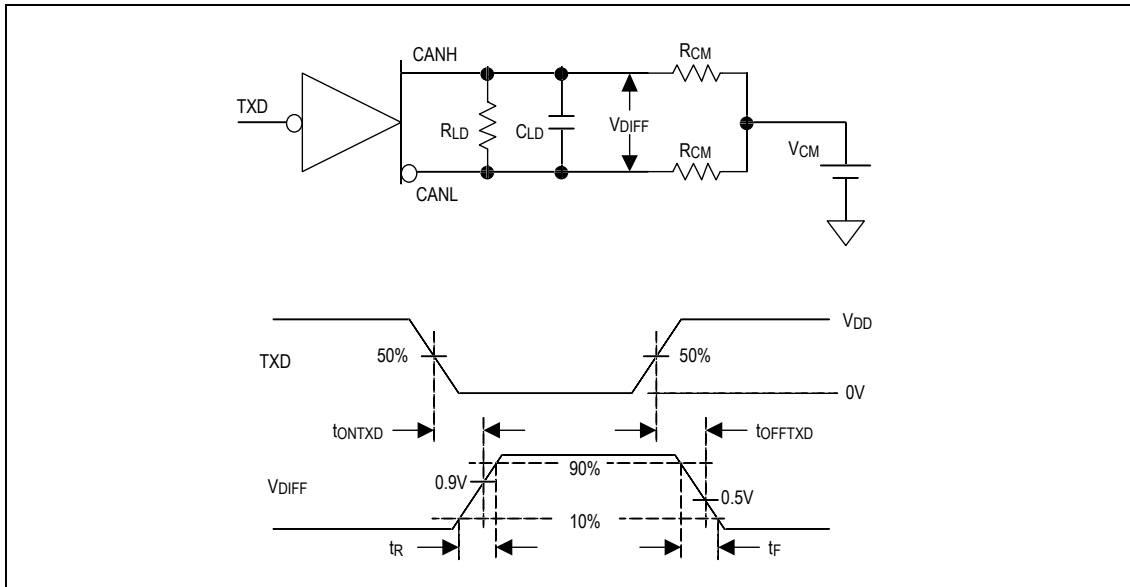 CANH
RCM
TXD
RLD
CLD
VDIFF
RCM
VCM
CANL
VDD
TXD
50%
50%
0V
tONTXD
tOFFTXD
90%
VDIFF
0.9V
0.5V
10%
tR
tF